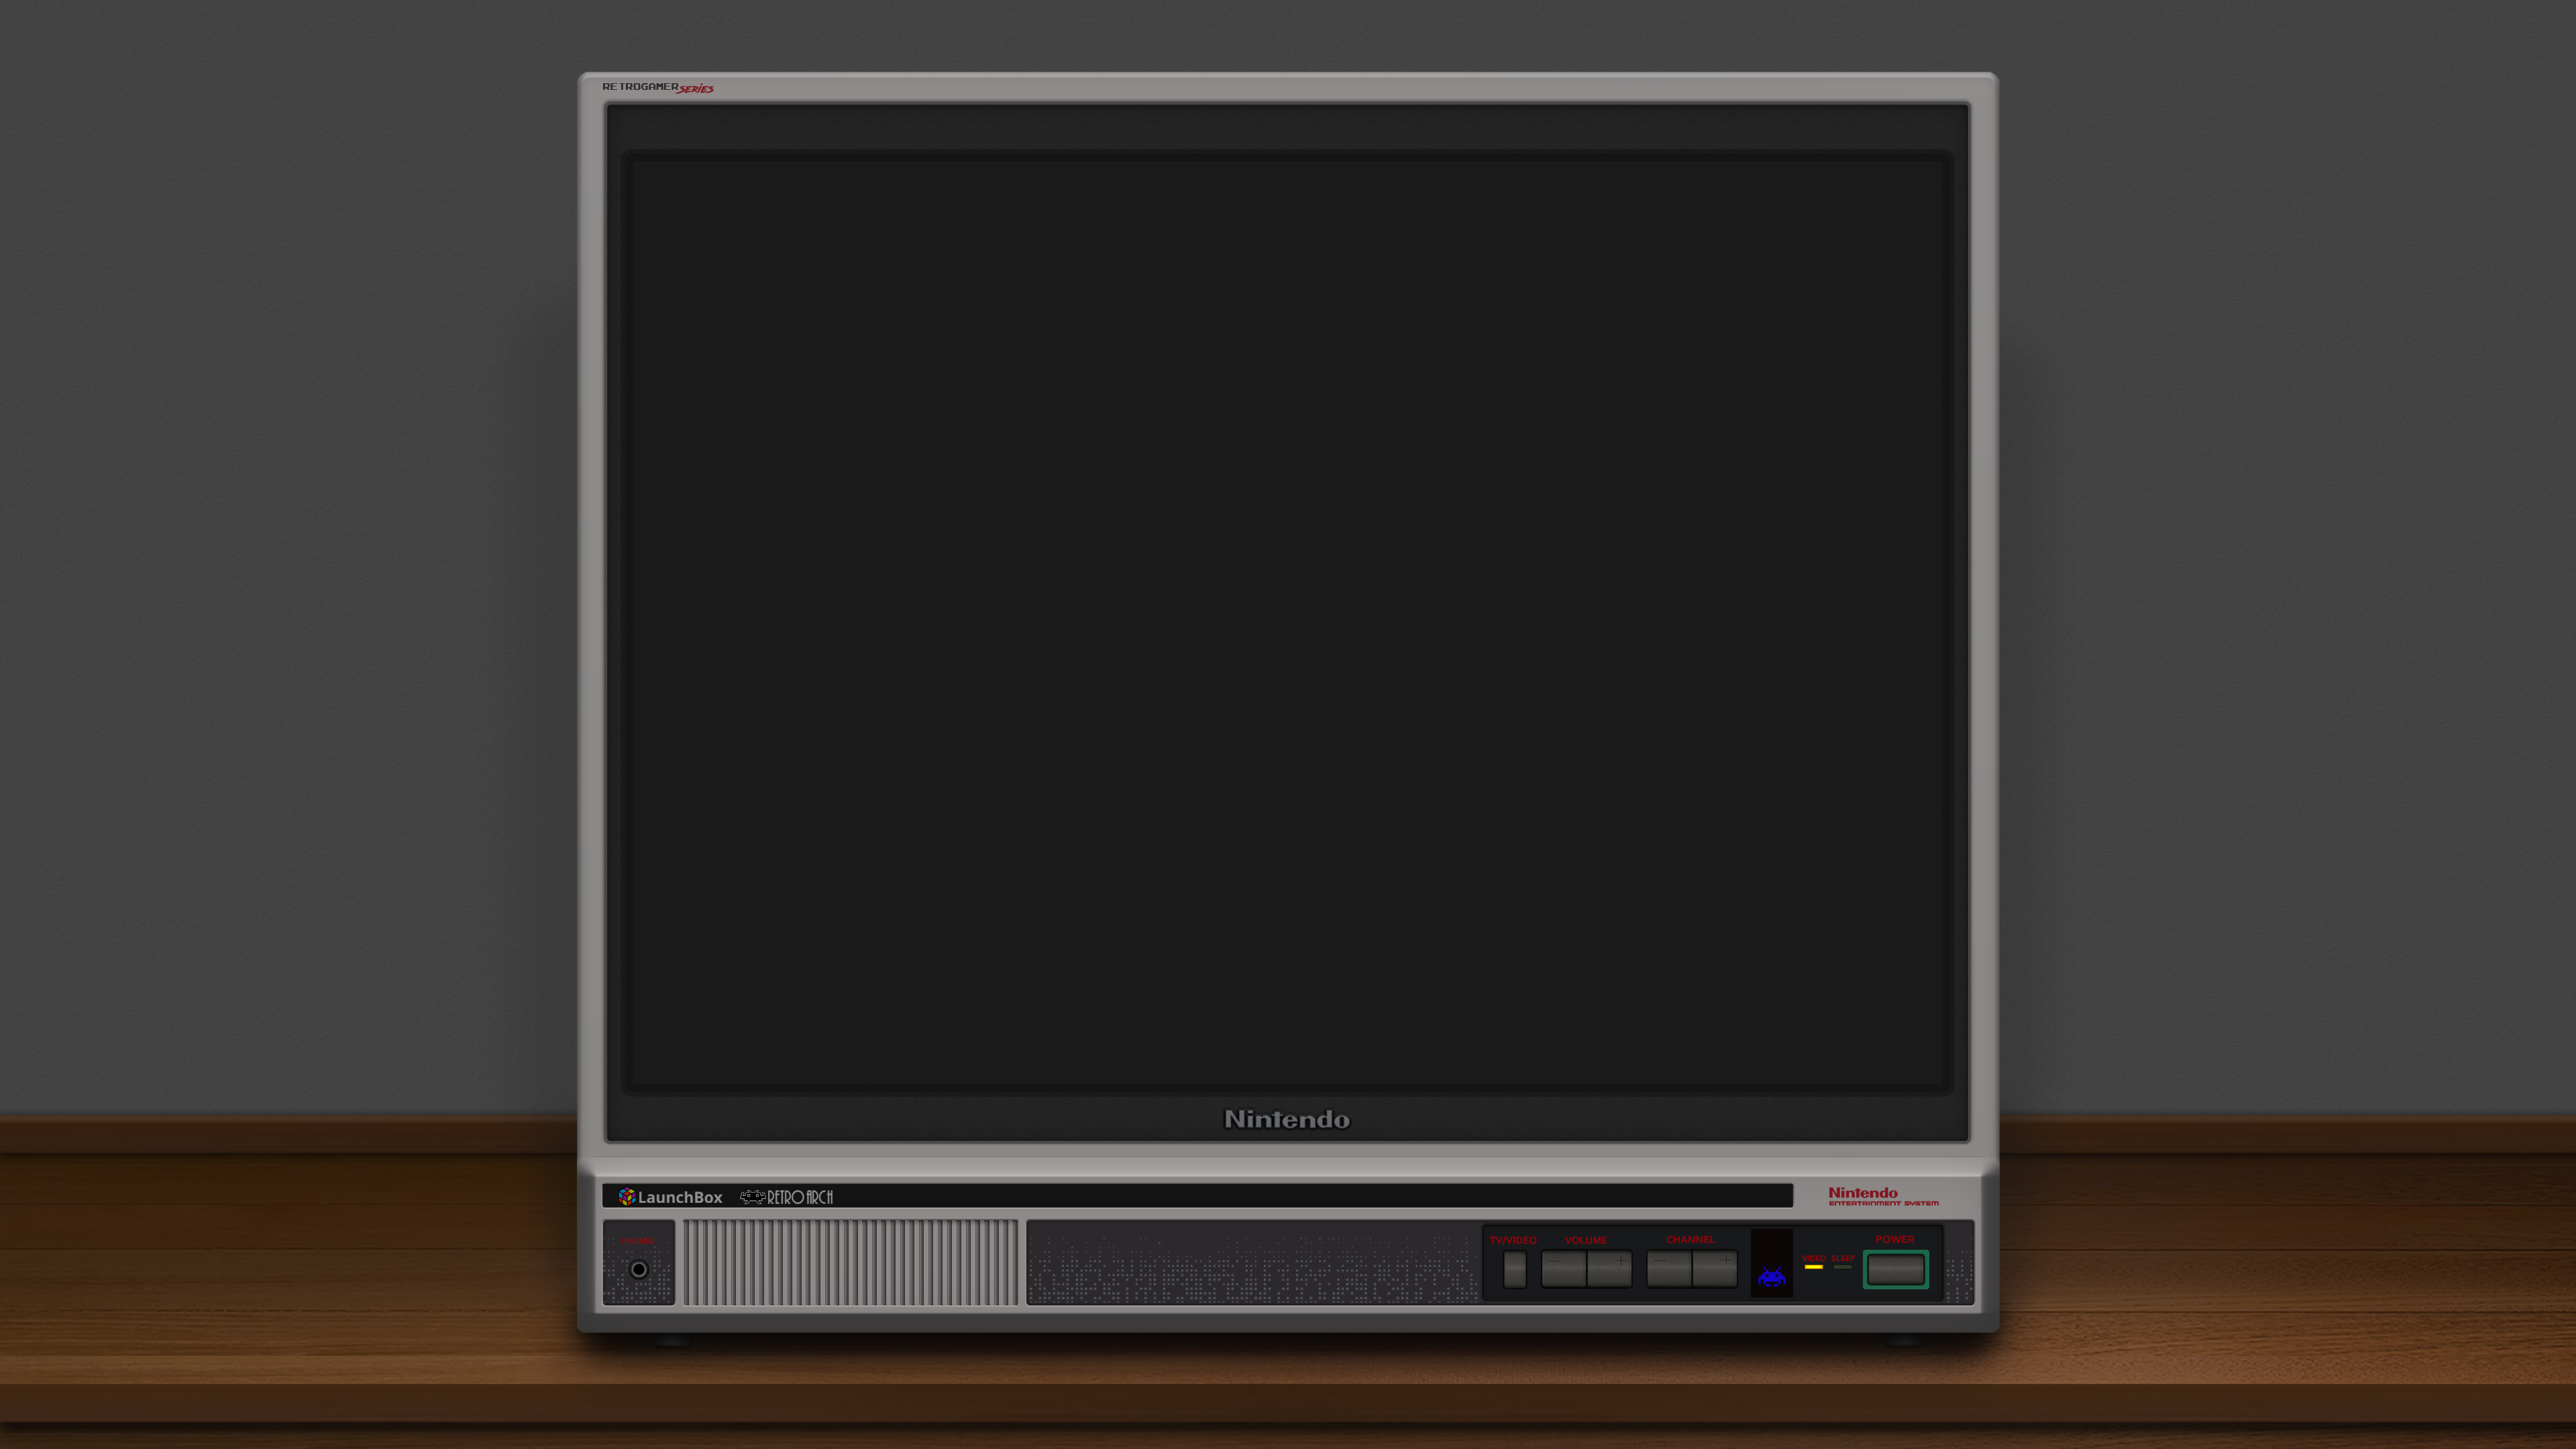 RETROGAMER SERIES
Nintendo
LaunchBox RETROARCH
Nintendo
ENTERTAINMENT SYSTEM
TV/VIDEO VOLUME CHANNEL POWER
VIDEO SLEEP
- + - +